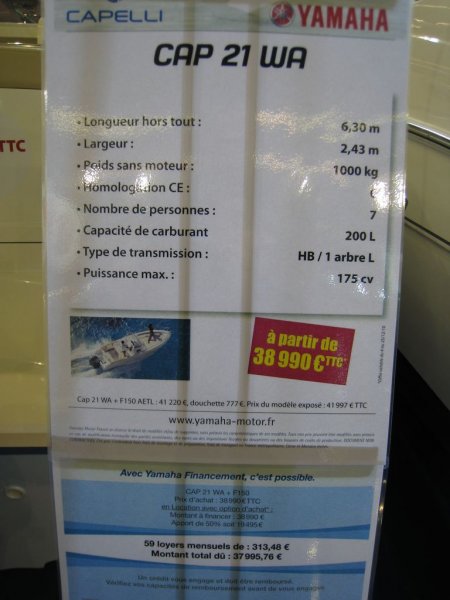 CAPELLI YAMAHA
CAP 21 WA
TTC
• Longueur hors tout : 6,30 m
• Largeur : 2,43 m
• Poids sans moteur : 1000 kg
• Homologation CE :
• Nombre de personnes : 7
• Capacité de carburant 200 L
• Type de transmission : HB / 1 arbre L
• Puissance max. : 175 cv
à partir de
38 990 € TTC*
Cap 21 WA + F150 AETL : 41 220 €, douchette 777 €, Prix du modèle exposé : 41 997 € TTC
www.yamaha-motor.fr
Avec Yamaha Financement, c'est possible.
CAP 21 WA + F150
Prix d'achat : 38990 € TTC
en Location avec option d'achat* :
Montant à financer : 38990 €
Apport de 50% soit 19495 €
59 loyers mensuels de : 313,48 €
Montant total dû : 37 995,76 €
Un crédit vous engage et doit être remboursé.
Vérifiez vos capacités de remboursement avant de vous engager.